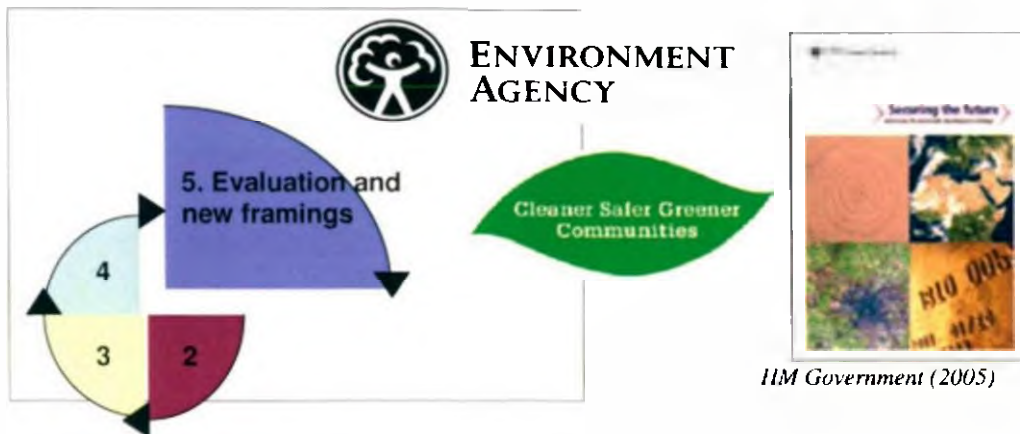 ENVIRONMENT
AGENCY
Securing the future
5. Evaluation and
new framings
Cleaner Safer Greener
Communities
4
3
2
HM Government (2005)